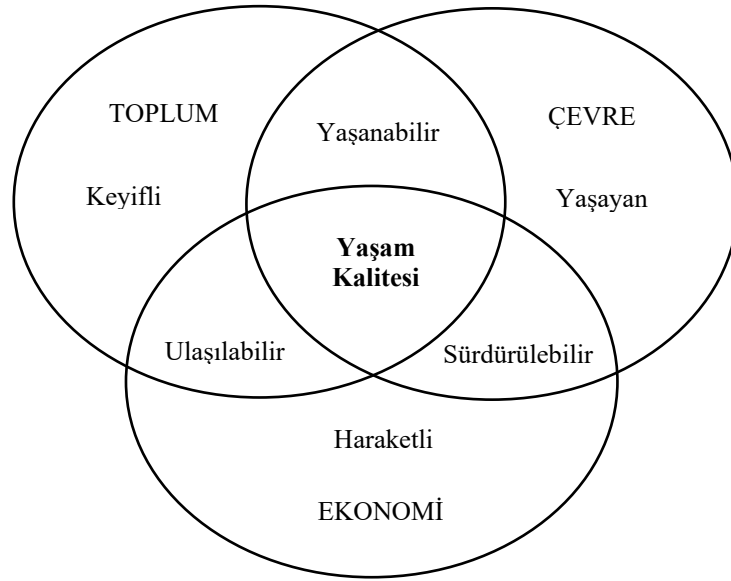 TOPLUM
Yaşanabilir
ÇEVRE
Keyifli
Yaşayan
Yaşam
Kalitesi
Ulaşılabilir
Sürdürülebilir
Haraketli
EKONOMİ